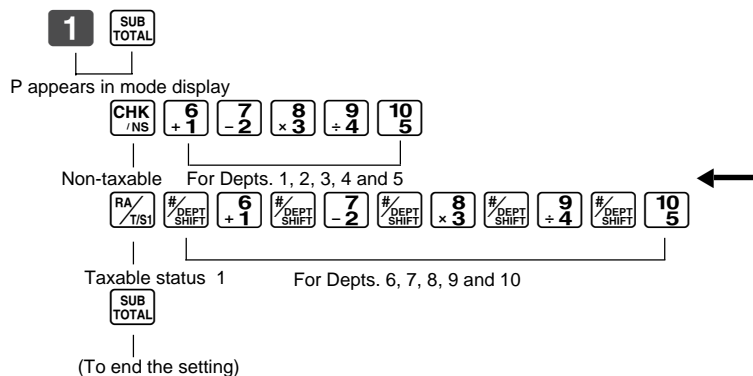 1 SUB TOTAL
P appears in mode display
CHK /NS 6 +1 7 −2 8 ×3 9 ÷4 10 5
Non-taxable For Depts. 1, 2, 3, 4 and 5
RA/T/S1 #/DEPT SHIFT 6 +1 #/DEPT SHIFT 7 −2 #/DEPT SHIFT 8 ×3 #/DEPT SHIFT 9 ÷4 #/DEPT SHIFT 10 5
Taxable status 1 For Depts. 6, 7, 8, 9 and 10
SUB TOTAL
(To end the setting)